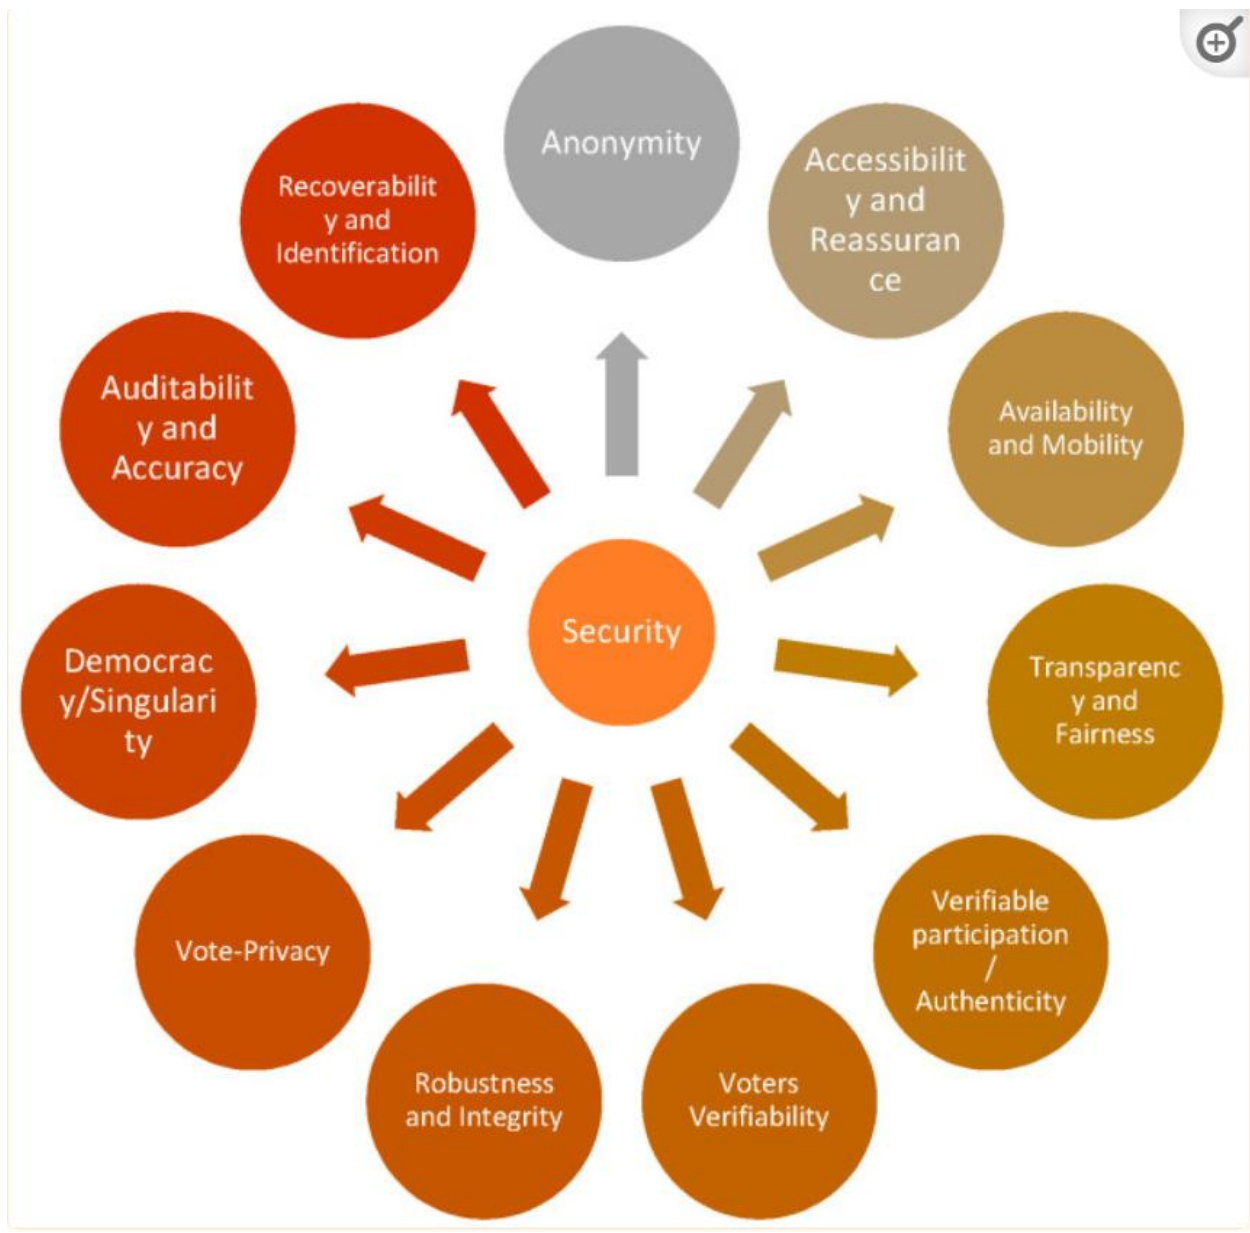 Anonymity
Accessibilit
y and
Reassuran
ce
Availability
and Mobility
Transparenc
y and
Fairness
Verifiable
participation
/
Authenticity
Voters
Verifiability
Robustness
and Integrity
Vote-Privacy
Democrac
y/Singulari
ty
Auditabilit
y and
Accuracy
Recoverabilit
y and
Identification
Security